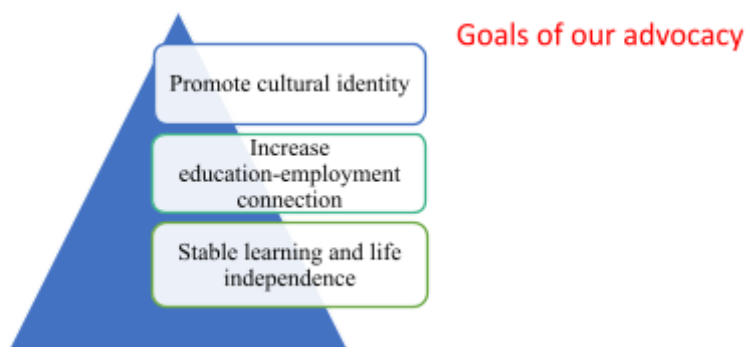 Goals of our advocacy
Promote cultural identity
Increase
education-employment
connection
Stable learning and life
independence